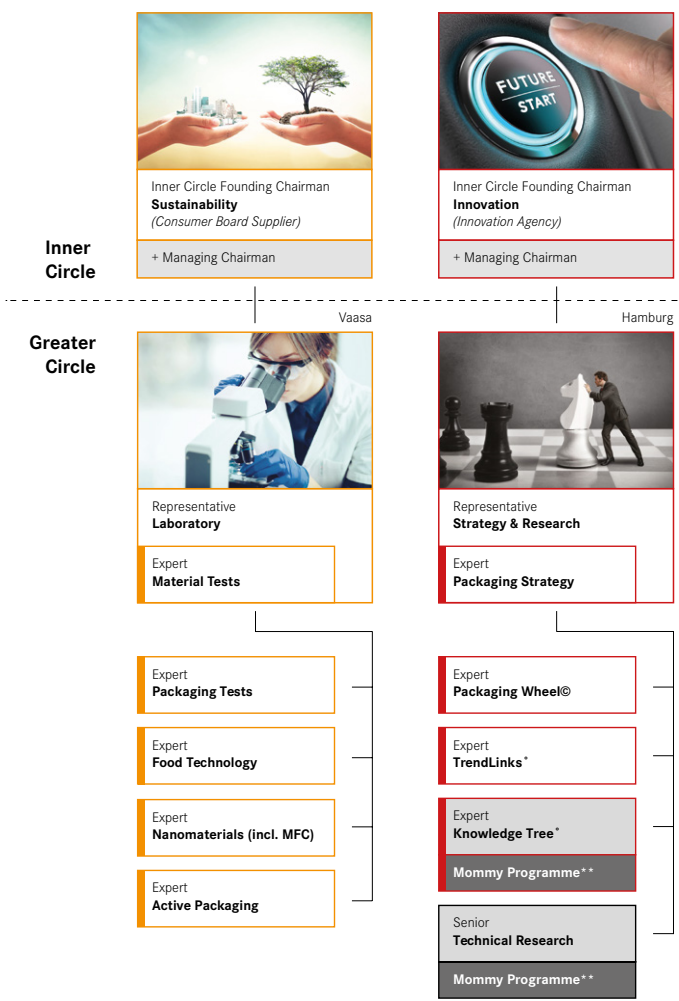 FUTURE
START
Inner Circle Founding Chairman
Sustainability
(Consumer Board Supplier)
+ Managing Chairman
Inner Circle Founding Chairman
Innovation
(Innovation Agency)
+ Managing Chairman
Inner
Circle
Vaasa
Hamburg
Greater
Circle
Representative
Laboratory
Expert
Material Tests
Representative
Strategy & Research
Expert
Packaging Strategy
Expert
Packaging Tests
Expert
Food Technology
Expert
Nanomaterials (incl. MFC)
Expert
Active Packaging
Expert
Packaging Wheel©
Expert
TrendLinks*
Expert
Knowledge Tree*
Mommy Programme**
Senior
Technical Research
Mommy Programme**